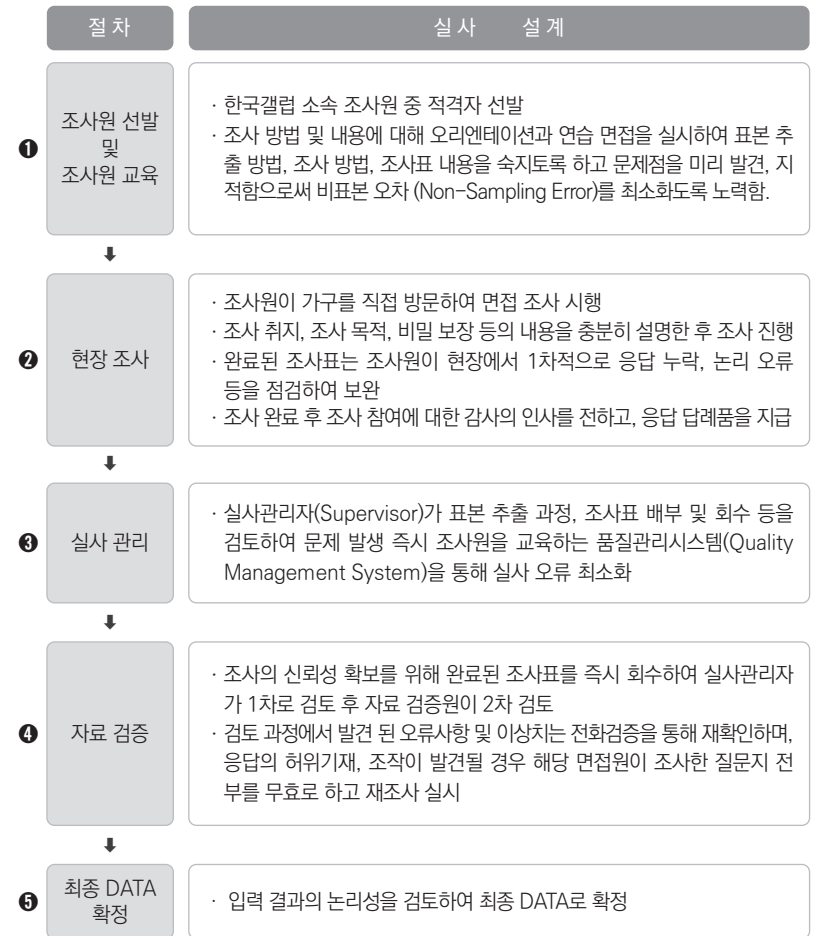 절 차
실 사 설 계
❶
조사원 선발
및
조사원 교육
· 한국갤럽 소속 조사원 중 적격자 선발
· 조사 방법 및 내용에 대해 오리엔테이션과 연습 면접을 실시하여 표본 추
출 방법, 조사 방법, 조사표 내용을 숙지토록 하고 문제점을 미리 발견, 지
적함으로써 비표본 오차 (Non-Sampling Error)를 최소화도록 노력함.
⬇
❷
현장 조사
· 조사원이 가구를 직접 방문하여 면접 조사 시행
· 조사 취지, 조사 목적, 비밀 보장 등의 내용을 충분히 설명한 후 조사 진행
· 완료된 조사표는 조사원이 현장에서 1차적으로 응답 누락, 논리 오류
등을 점검하여 보완
· 조사 완료 후 조사 참여에 대한 감사의 인사를 전하고, 응답 답례품을 지급
⬇
❸
실사 관리
· 실사관리자(Supervisor)가 표본 추출 과정, 조사표 배부 및 회수 등을
검토하여 문제 발생 즉시 조사원을 교육하는 품질관리시스템(Quality
Management System)을 통해 실사 오류 최소화
⬇
❹
자료 검증
· 조사의 신뢰성 확보를 위해 완료된 조사표를 즉시 회수하여 실사관리자
가 1차로 검토 후 자료 검증원이 2차 검토
· 검토 과정에서 발견 된 오류사항 및 이상치는 전화검증을 통해 재확인하며,
응답의 허위기재, 조작이 발견될 경우 해당 면접원이 조사한 질문지 전
부를 무효로 하고 재조사 실시
⬇
❺
최종 DATA
확정
· 입력 결과의 논리성을 검토하여 최종 DATA로 확정